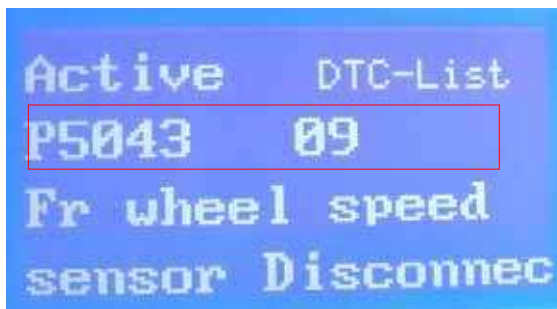 Active DTC-List
P5043 09
Fr wheel speed
sensor Disconnec